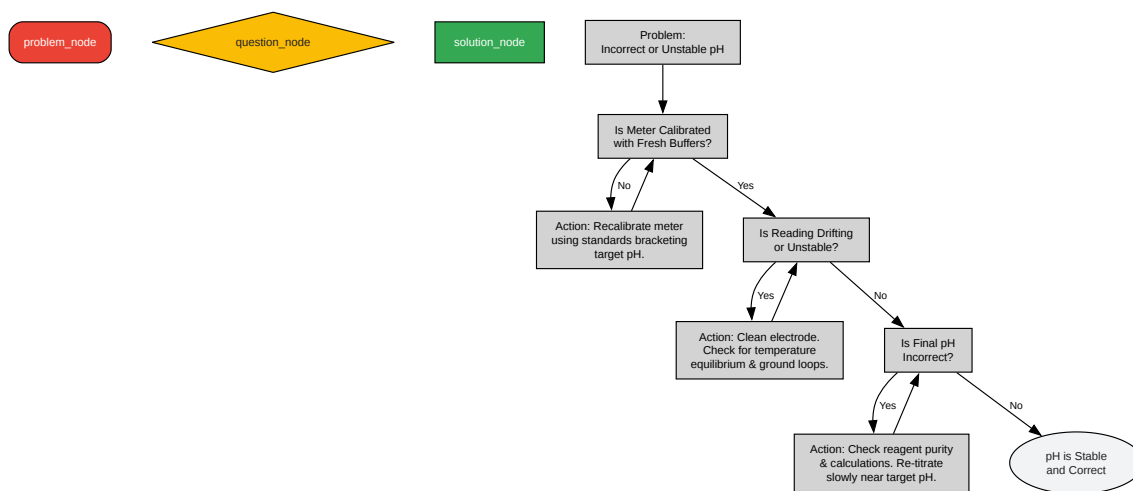 problem_node
question_node
solution_node
Problem:
Incorrect or Unstable pH
Is Meter Calibrated
with Fresh Buffers?
No
Yes
Action: Recalibrate meter
using standards bracketing
target pH.
Is Reading Drifting
or Unstable?
Yes
No
Action: Clean electrode.
Check for temperature
equilibrium & ground loops.
Is Final pH
Incorrect?
Yes
No
Action: Check reagent purity
& calculations. Re-titrate
slowly near target pH.
pH is Stable
and Correct